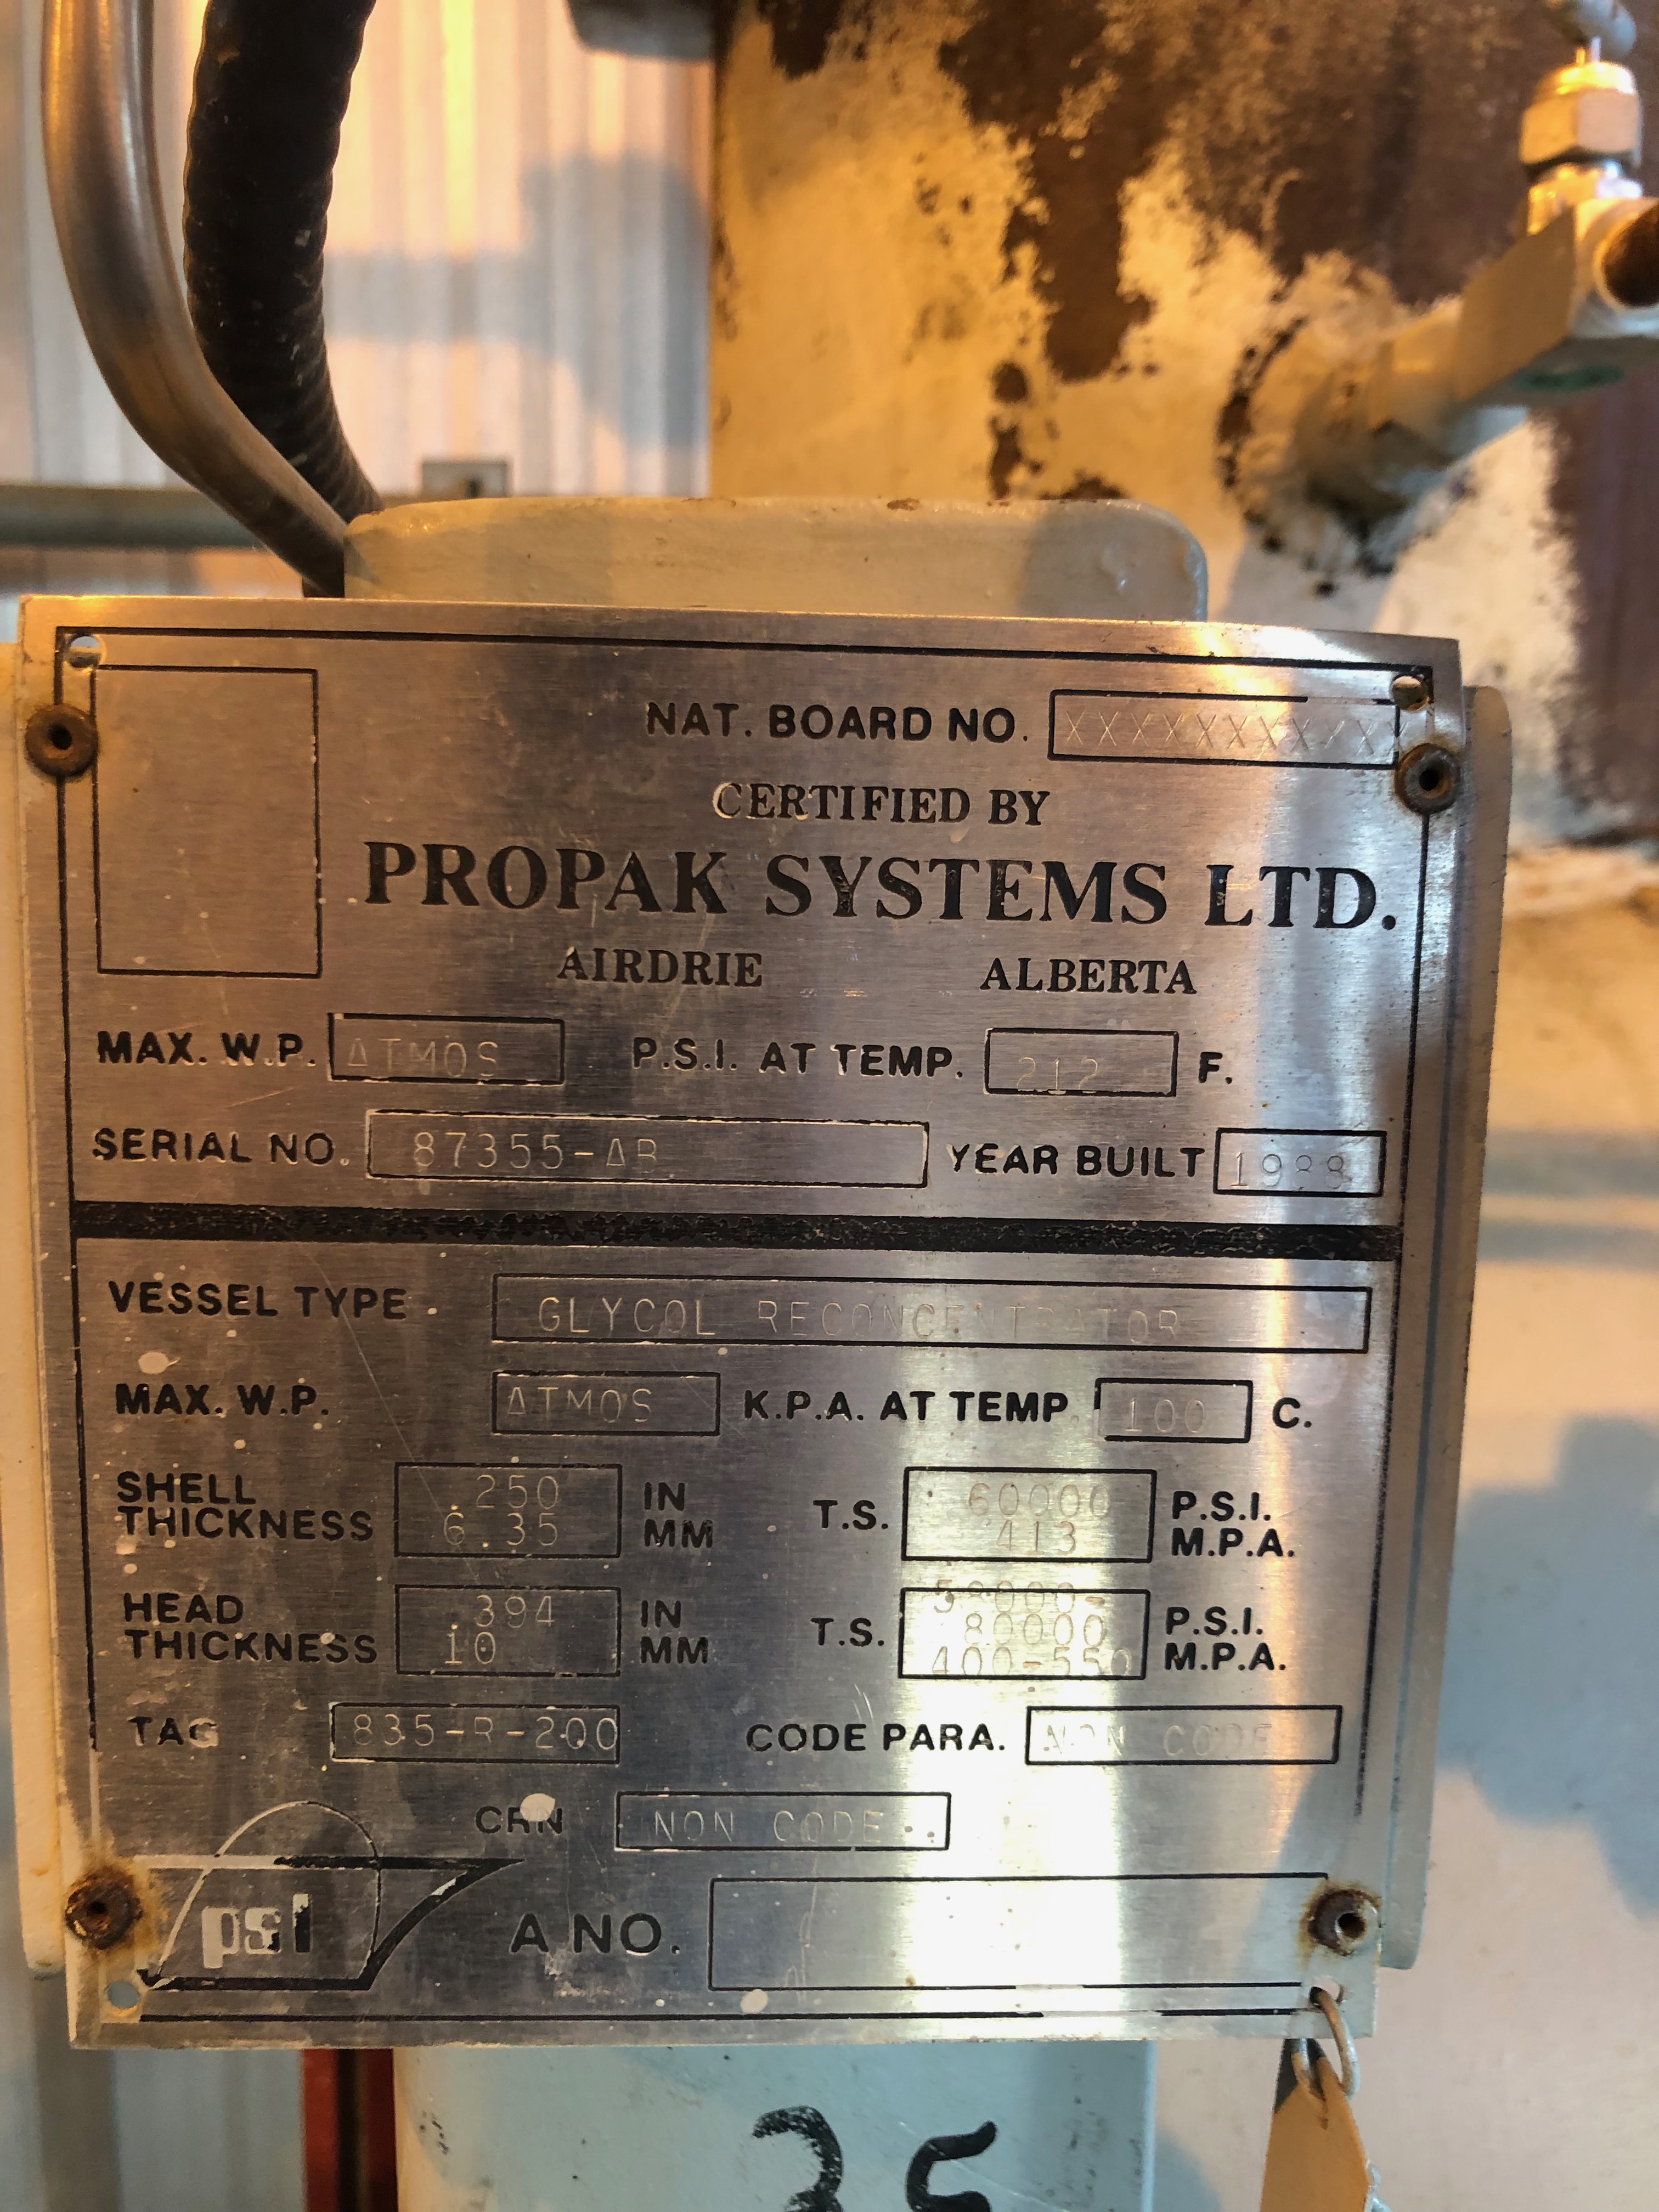 NAT. BOARD NO. XXXXXXXXXX
CERTIFIED BY
PROPAK SYSTEMS LTD.
AIRDRIE ALBERTA
MAX. W.P. ATMOS P.S.I. AT TEMP. 212 F.
SERIAL NO. 87355-AB YEAR BUILT 1988
VESSEL TYPE GLYCOL RECONCENTRATOR
MAX. W.P. ATMOS K.P.A. AT TEMP. 100 C.
SHELL .250 IN 60000 P.S.I.
THICKNESS 6.35 MM T.S. 413 M.P.A.
HEAD .394 IN 80000 P.S.I.
THICKNESS 10 MM T.S. 400-550 M.P.A.
TAG 835-R-200 CODE PARA. NON CODE
CRN NON CODE
psi A NO.
35